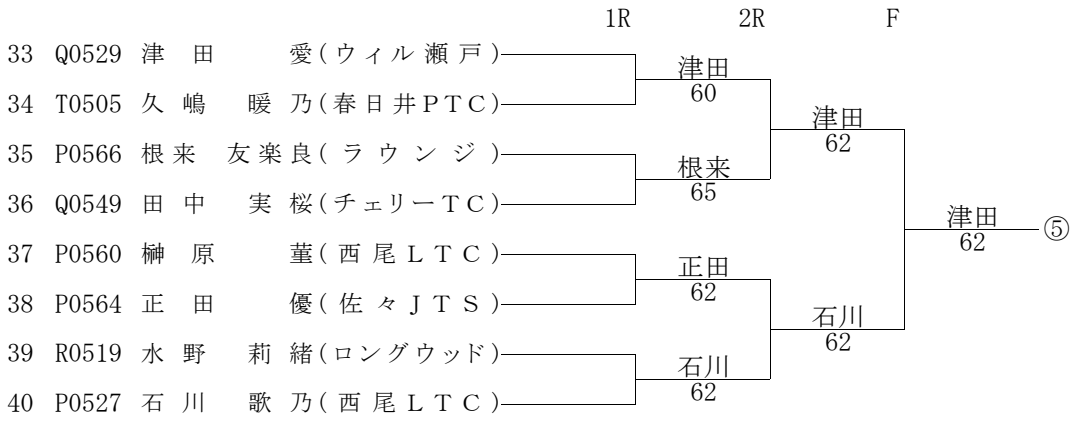 1R 2R F
33 Q0529 津田 愛(ウィル瀬戸)
津田
60
34 T0505 久嶋 暖乃(春日井PTC)
津田
62
35 P0566 根来 友楽良(ラウンジ)
根来
65
36 Q0549 田中 実桜(チェリーTC)
津田 ⑤
62
37 P0560 榊原 菫(西尾LTC)
正田
62
38 P0564 正田 優(佐々JTS)
石川
62
39 R0519 水野 莉緒(ロングウッド)
石川
62
40 P0527 石川 歌乃(西尾LTC)